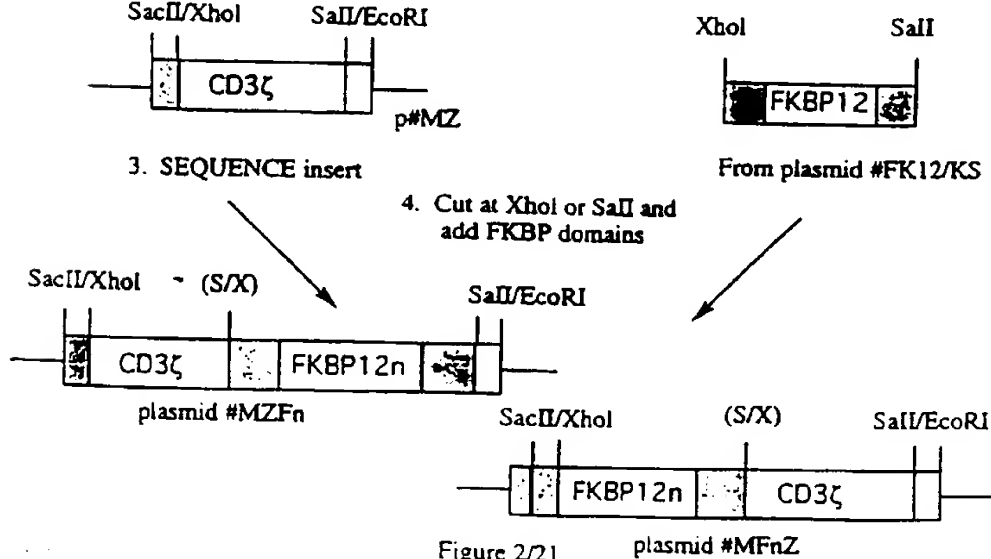 SacII/XhoI
SalI/EcoRI
CD3ζ
p#MZ
XhoI
SalI
FKBP12
From plasmid #FK12/KS
3. SEQUENCE insert
4. Cut at XhoI or SalI and
add FKBP domains
SacII/XhoI ~ (S/X)
SalI/EcoRI
CD3ζ
FKBP12n
plasmid #MZFn
SacII/XhoI
(S/X)
SalI/EcoRI
FKBP12n
CD3ζ
Figure 2/21
plasmid #MFnZ